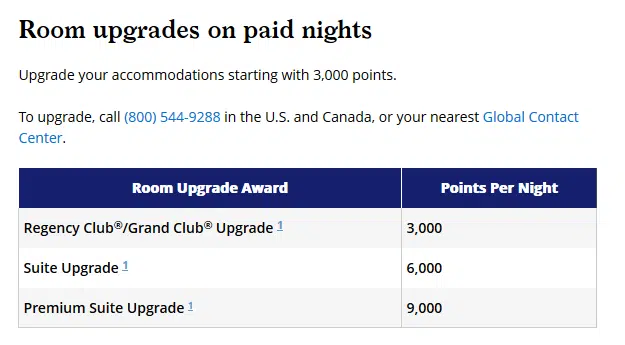 Room upgrades on paid nights
Upgrade your accommodations starting with 3,000 points.
To upgrade, call (800) 544-9288 in the U.S. and Canada, or your nearest Global Contact
Center.
Room Upgrade Award Points Per Night
Regency Club®/Grand Club® Upgrade 1 3,000
Suite Upgrade 1 6,000
Premium Suite Upgrade 1 9,000